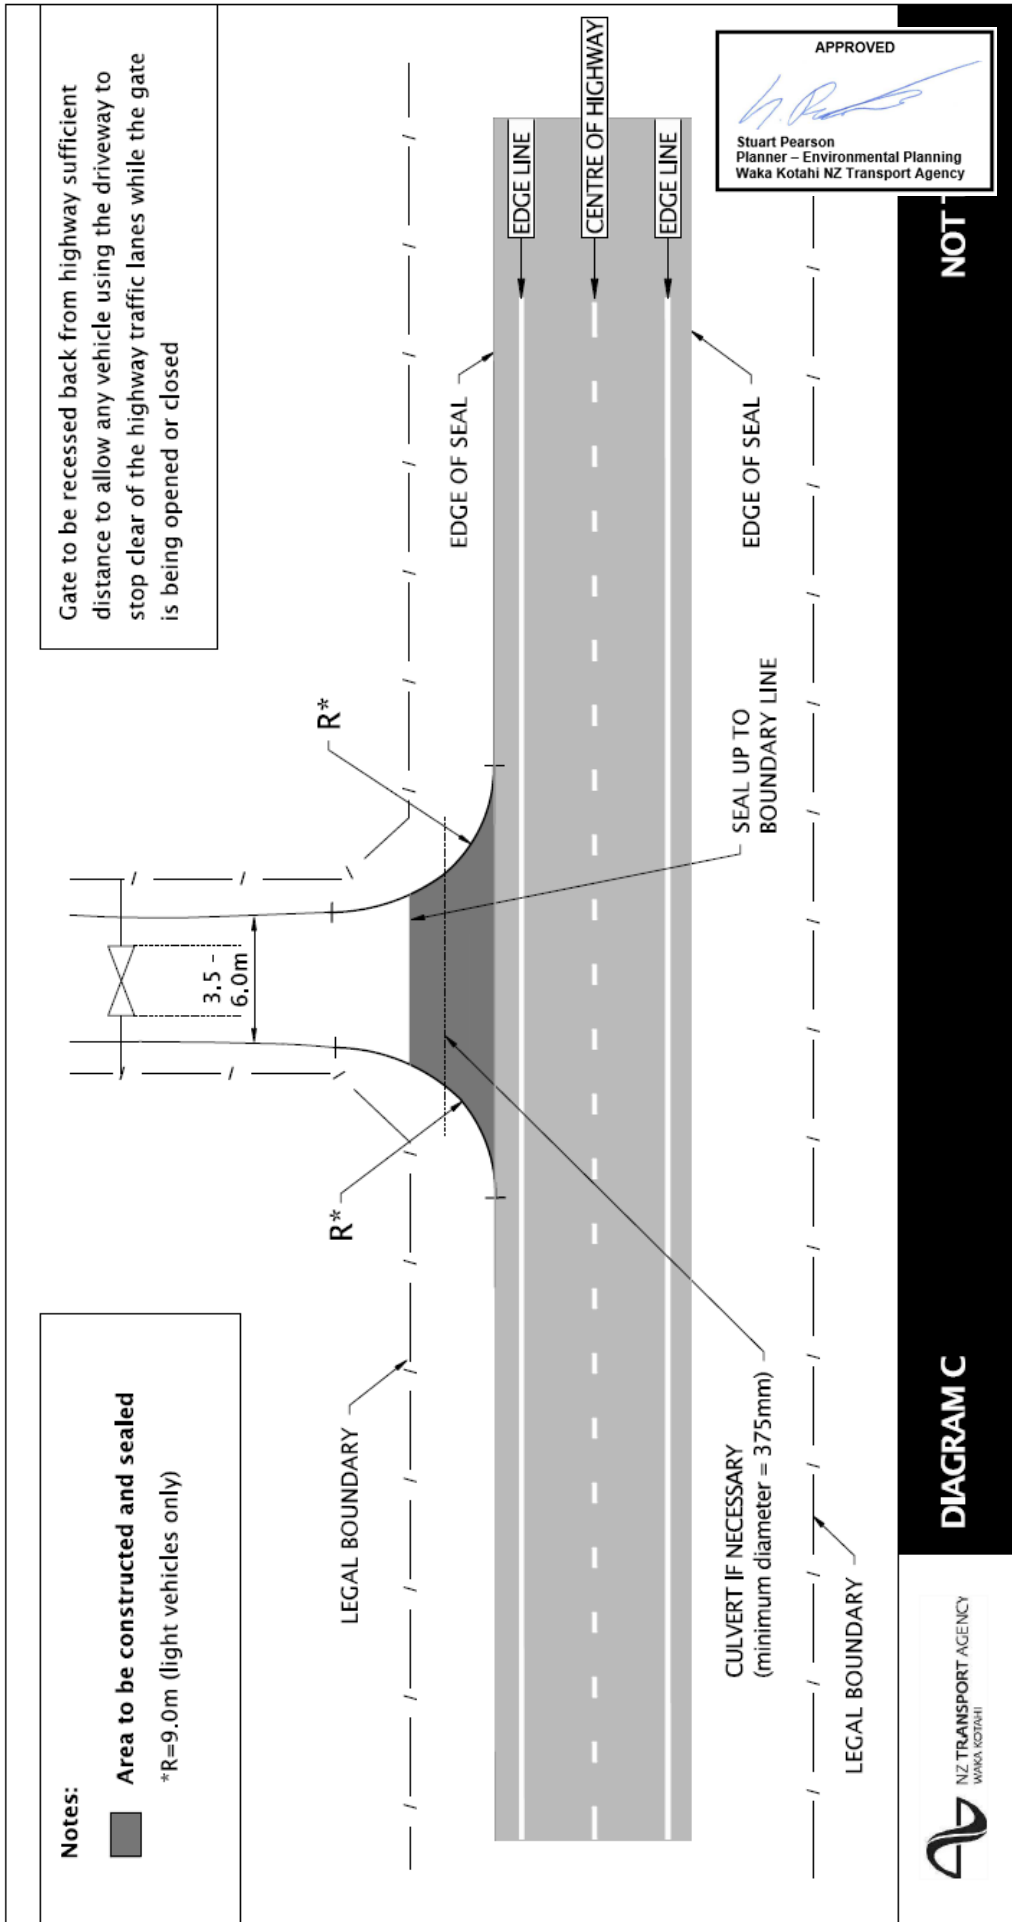 Gate to be recessed back from highway sufficient
distance to allow any vehicle using the driveway to
stop clear of the highway traffic lanes while the gate
is being opened or closed
EDGE LINE
CENTRE OF HIGHWAY
EDGE LINE
EDGE OF SEAL
EDGE OF SEAL
R*
SEAL UP TO
BOUNDARY LINE
3.5 –
6.0m
R*
LEGAL BOUNDARY
CULVERT IF NECESSARY
(minimum diameter = 375mm)
LEGAL BOUNDARY
Notes:
Area to be constructed and sealed
*R=9.0m (light vehicles only)
APPROVED
Stuart Pearson
Planner – Environmental Planning
Waka Kotahi NZ Transport Agency
DIAGRAM C
NOT
NZ TRANSPORT AGENCY
WAKA KOTAHI